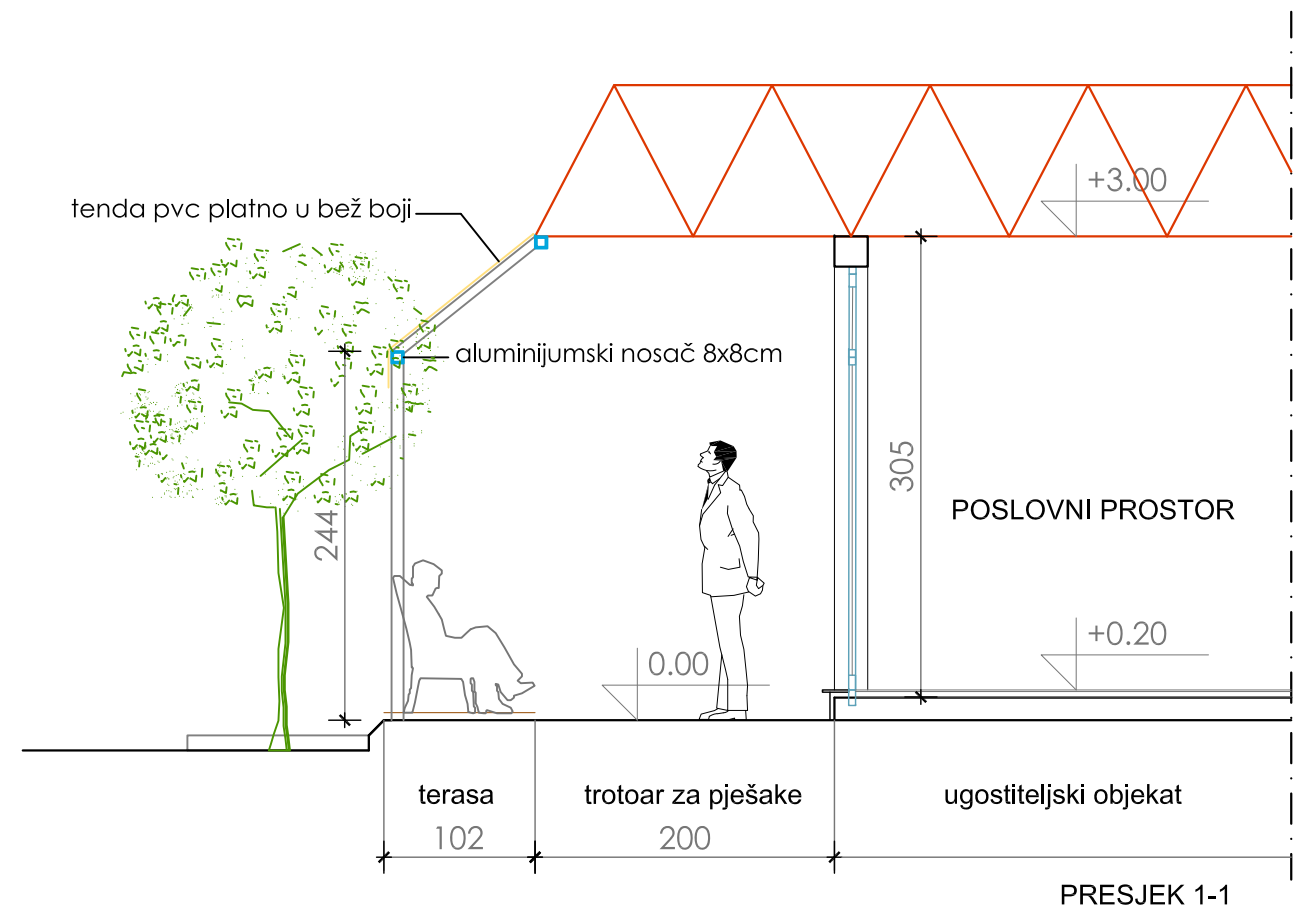 +3.00
tenda pvc platno u bež boji
aluminijumski nosač 8x8cm
305
POSLOVNI PROSTOR
244
+0.20
0.00
terasa
trotoar za pješake
ugostiteljski objekat
102
200
PRESJEK 1-1